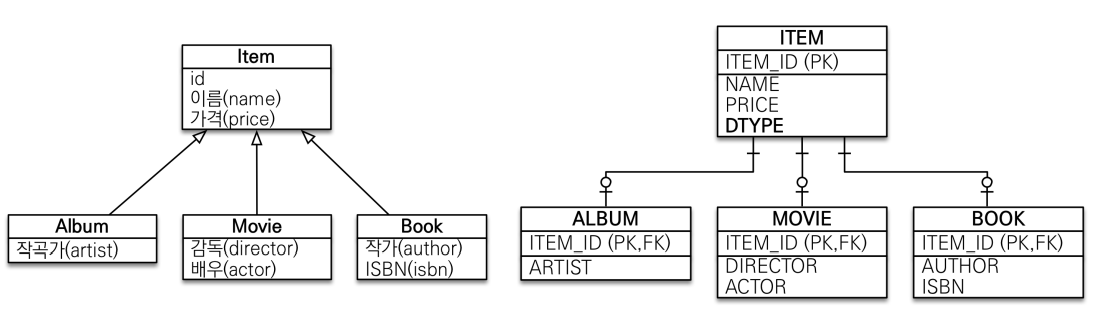 Item
id
이름(name)
가격(price)
Album
작곡가(artist)
Movie
감독(director)
배우(actor)
Book
작가(author)
ISBN(isbn)
ITEM
ITEM_ID (PK)
NAME
PRICE
DTYPE
ALBUM
ITEM_ID (PK,FK)
ARTIST
MOVIE
ITEM_ID (PK,FK)
DIRECTOR
ACTOR
BOOK
ITEM_ID (PK,FK)
AUTHOR
ISBN